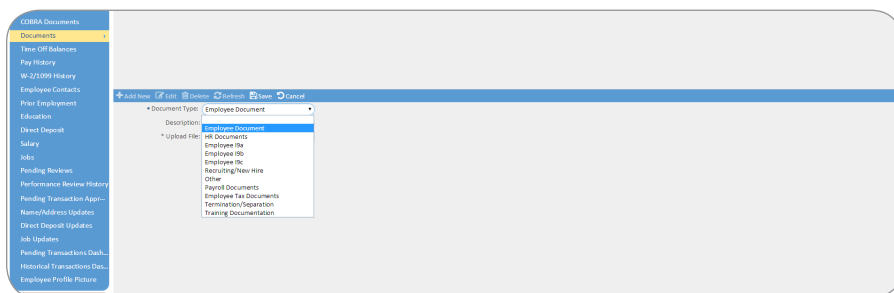 COBRA Documents
Documents
Time Off Balances
Pay History
W-2/1099 History
Employee Contacts
Prior Employment
Education
Direct Deposit
Salary
Jobs
Pending Reviews
Performance Review History
Pending Transaction Appr...
Name/Address Updates
Direct Deposit Updates
Job Updates
Pending Transactions Dash...
Historical Transactions Das...
Employee Profile Picture
Add New Edit Delete Refresh Save Cancel
* Document Type: Employee Document
Description:
* Upload File:
Employee Document
HR Documents
Employee I9a
Employee I9b
Employee I9c
Recruiting/New Hire
Other
Payroll Documents
Employee Tax Documents
Termination/Separation
Training Documentation